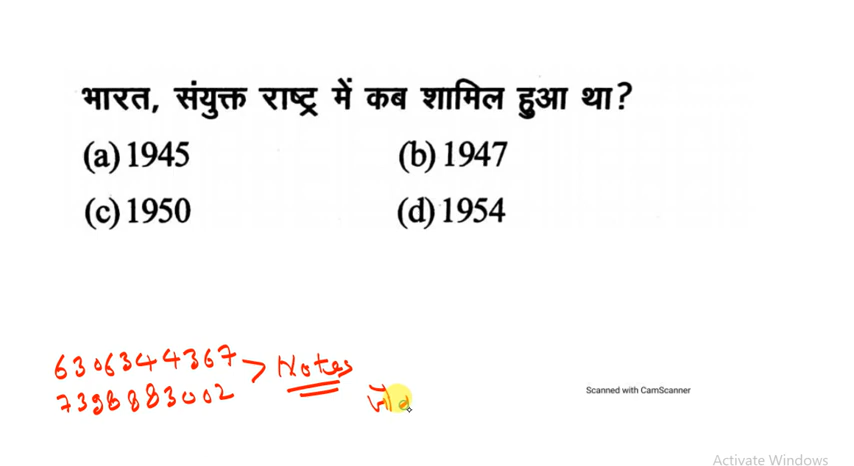 भारत, संयुक्त राष्ट्र में कब शामिल हुआ था?
(a) 1945 (b) 1947
(c) 1950 (d) 1954
6306344367 > Notes
7398883002
Scanned with CamScanner
Activate Windows